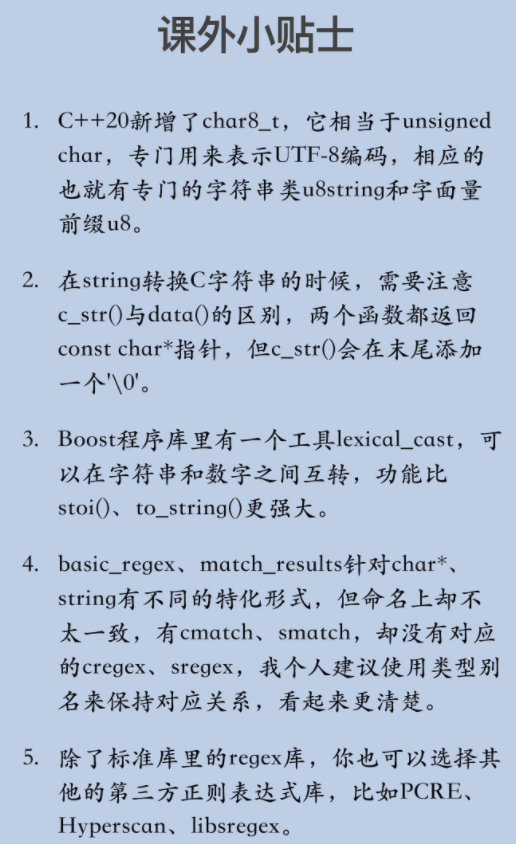 课外小贴士
1. C++20新增了char8_t，它相当于unsigned
char，专门用来表示UTF-8编码，相应的
也就有专门的字符串类u8string和字面量
前缀u8。
2. 在string转换C字符串的时候，需要注意
c_str()与data()的区别，两个函数都返回
const char*指针，但c_str()会在末尾添加
一个'\0'。
3. Boost程序库里有一个工具lexical_cast，可
以在字符串和数字之间互转，功能比
stoi()、to_string()更强大。
4. basic_regex、match_results针对char*、
string有不同的特化形式，但命名上却不
太一致，有cmatch、smatch，却没有对应
的cregex、sregex，我个人建议使用类型别
名来保持对应关系，看起来更清楚。
5. 除了标准库里的regex库，你也可以选择其
他的第三方正则表达式库，比如PCRE、
Hyperscan、libsregex。